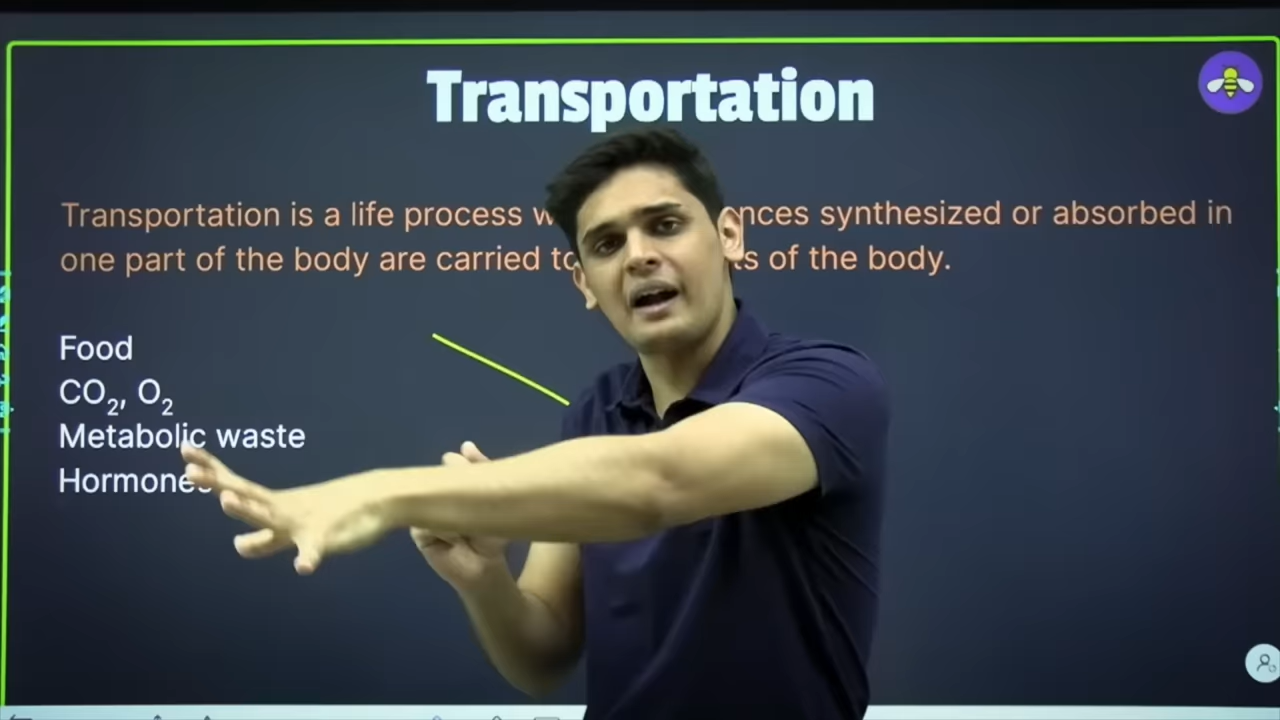 Transportation
Transportation is a life process nces synthesized or absorbed in
one part of the body are carried of the body.
Food
CO₂, O₂
Metabolic waste
Hormones